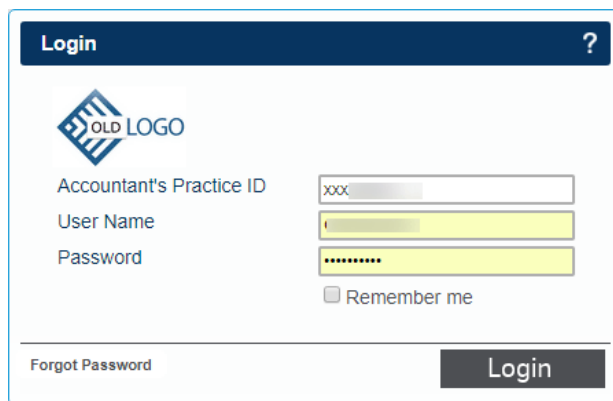 Login ?
OLD LOGO
Accountant's Practice ID xxx
User Name
Password ••••••••••
Remember me
Forgot Password Login